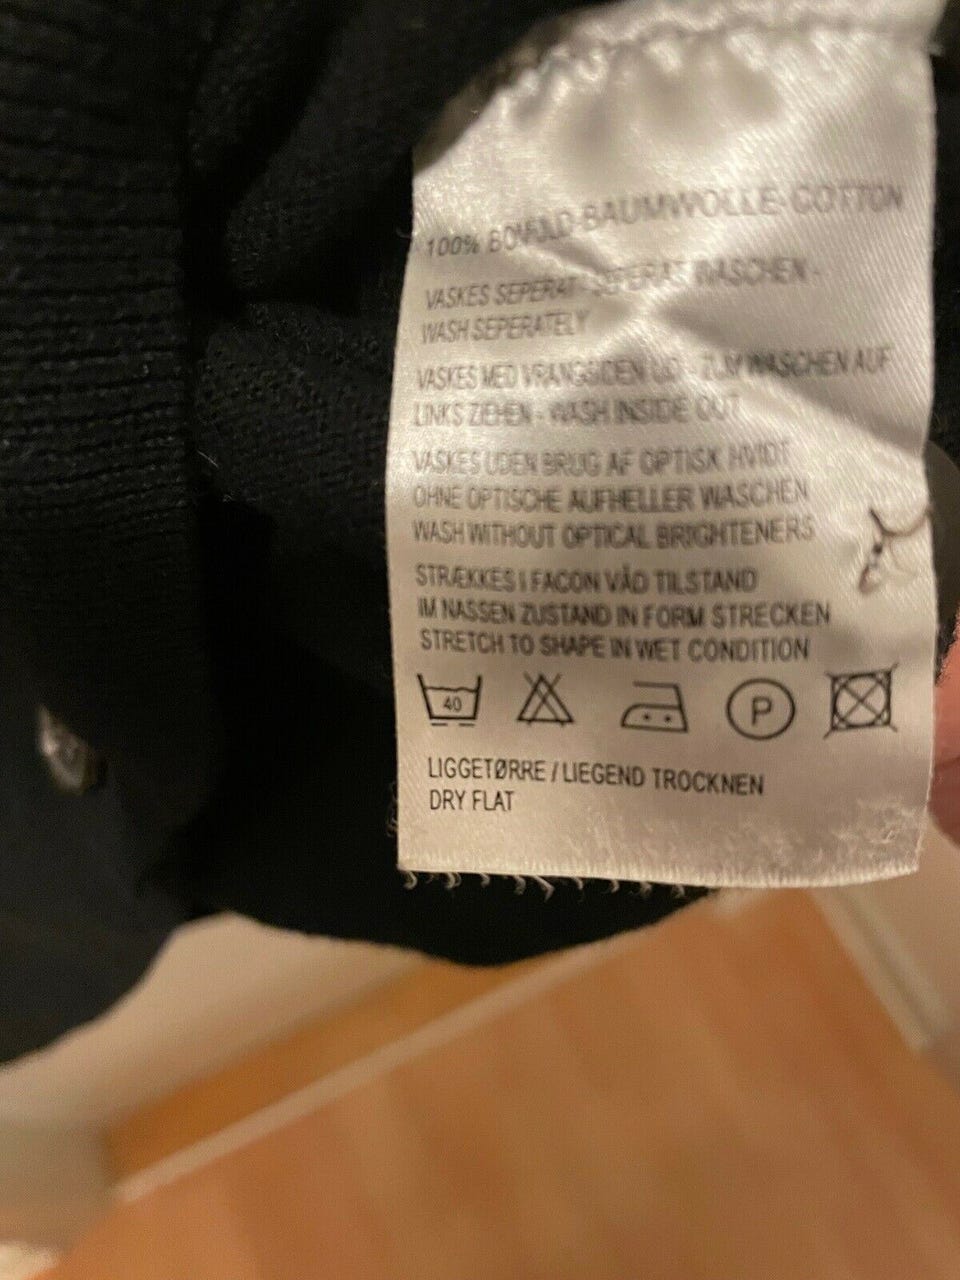 100% BOMULD-BAUMWOLLE-COTTON
VASKES SEPERAT - SEPERAT WASCHEN -
WASH SEPERATELY
VASKES MED VRANGSIDEN UD - ZUM WASCHEN AUF
LINKS ZIEHEN - WASH INSIDE OUT
VASKES UDEN BRUG AF OPTISK HVIDT
OHNE OPTISCHE AUFHELLER WASCHEN
WASH WITHOUT OPTICAL BRIGHTENERS
STRÆKKES I FACON VÅD TILSTAND
IM NASSEN ZUSTAND IN FORM STRECKEN
STRETCH TO SHAPE IN WET CONDITION
40 P
LIGGETØRRE / LIEGEND TROCKNEN
DRY FLAT